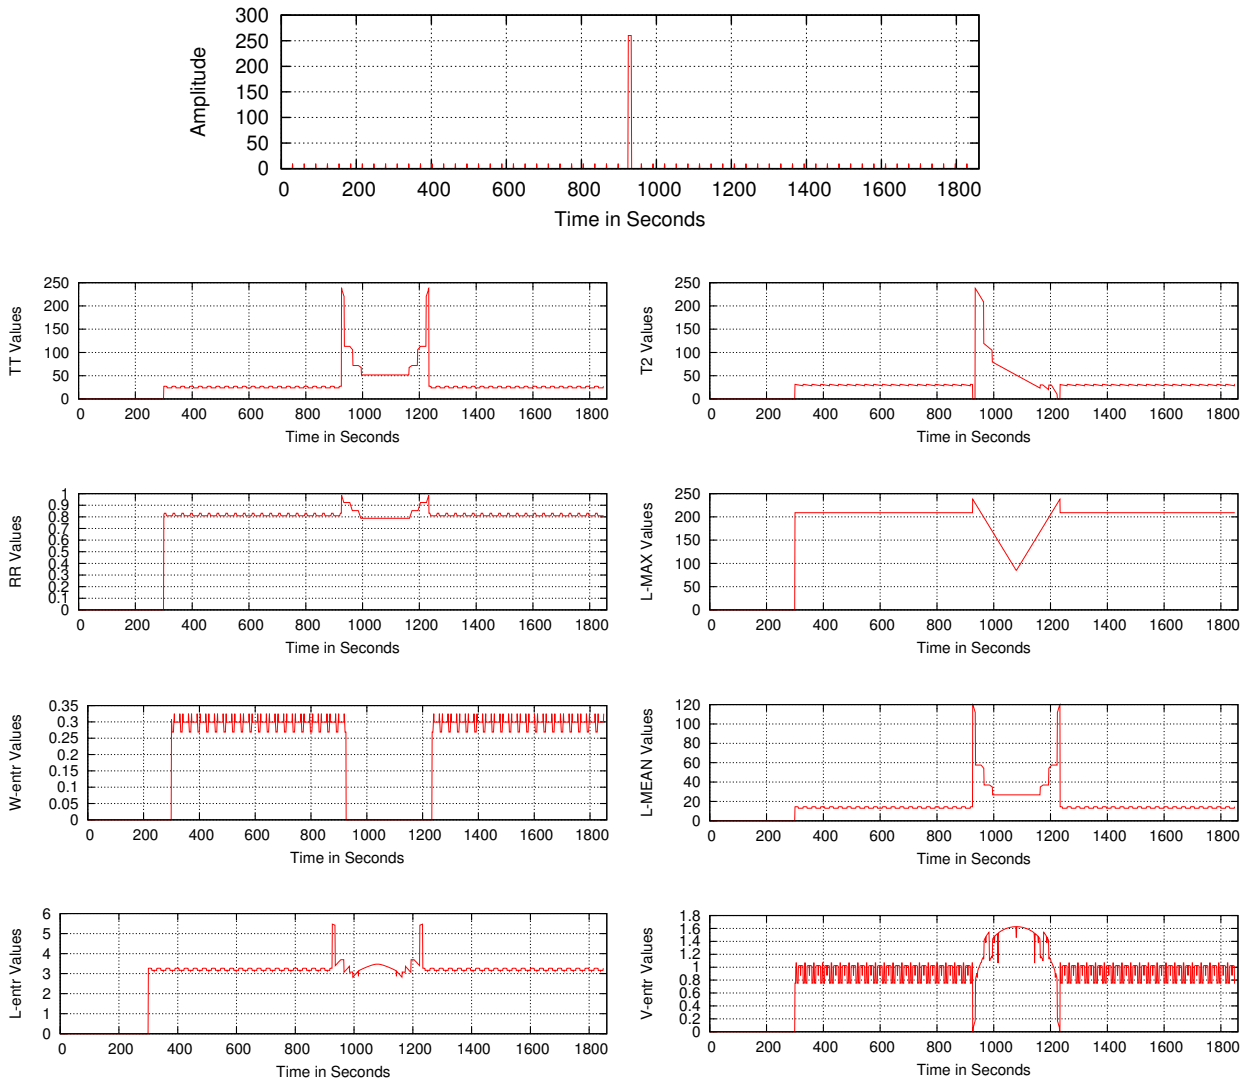 300
250
200
150
100
50
0
Amplitude
0 200 400 600 800 1000 1200 1400 1600 1800
Time in Seconds
250
200
150
100
50
0
TT Values
0 200 400 600 800 1000 1200 1400 1600 1800
Time in Seconds
250
200
150
100
50
0
T2 Values
0 200 400 600 800 1000 1200 1400 1600 1800
Time in Seconds
1
0.9
0.8
0.7
0.6
0.5
0.4
0.3
0.2
0.1
0
RR Values
0 200 400 600 800 1000 1200 1400 1600 1800
Time in Seconds
250
200
150
100
50
0
L-MAX Values
0 200 400 600 800 1000 1200 1400 1600 1800
Time in Seconds
0.35
0.3
0.25
0.2
0.15
0.1
0.05
0
W-entr Values
0 200 400 600 800 1000 1200 1400 1600 1800
Time in Seconds
120
100
80
60
40
20
0
L-MEAN Values
0 200 400 600 800 1000 1200 1400 1600 1800
Time in Seconds
6
5
4
3
2
1
0
L-entr Values
0 200 400 600 800 1000 1200 1400 1600 1800
Time in Seconds
1.8
1.6
1.4
1.2
1
0.8
0.6
0.4
0.2
0
V-entr Values
0 200 400 600 800 1000 1200 1400 1600 1800
Time in Seconds